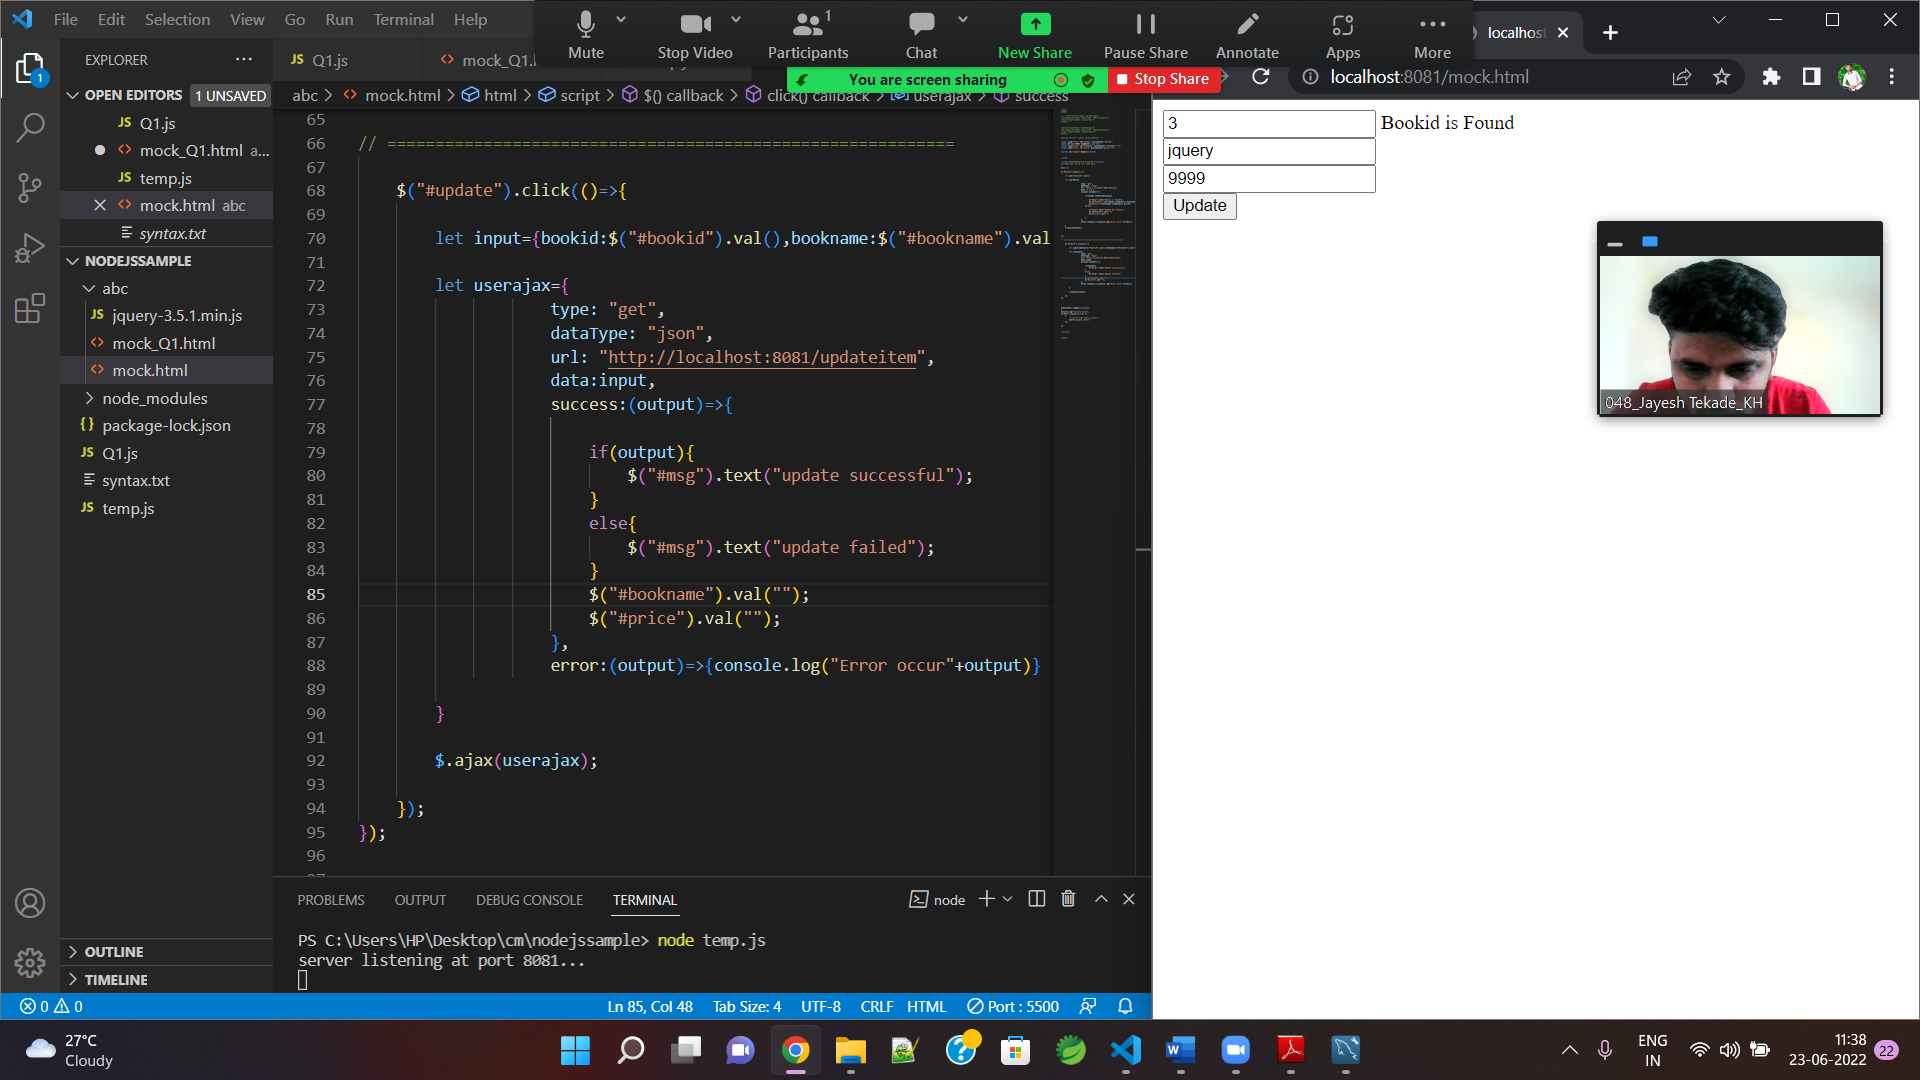 File Edit Selection View Go Run Terminal Help
Mute
Stop Video
Participants
1
Chat
New Share
Pause Share
Annotate
Apps
More
You are screen sharing
Stop Share
localhos
localhost:8081/mock.html
EXPLORER
OPEN EDITORS 1 UNSAVED
JS Q1.js
mock_Q1.html a...
JS temp.js
mock.html abc
syntax.txt
NODEJSSAMPLE
abc
JS jquery-3.5.1.min.js
mock_Q1.html
mock.html
node_modules
{} package-lock.json
JS Q1.js
syntax.txt
JS temp.js
OUTLINE
TIMELINE
JS Q1.js
mock_Q1.
abc > mock.html > html > script > $() callback > click() callback > userajax > success
65
66 // ===========================================================
67
68 $("#update").click(()=>{
69
70 let input={bookid:$("#bookid").val(),bookname:$("#bookname").val
71
72 let userajax={
73 type: "get",
74 dataType: "json",
75 url: "http://localhost:8081/updateitem",
76 data:input,
77 success:(output)=>{
78
79 if(output){
80 $("#msg").text("update successful");
81 }
82 else{
83 $("#msg").text("update failed");
84 }
85 $("#bookname").val("");
86 $("#price").val("");
87 },
88 error:(output)=>{console.log("Error occur"+output)}
89
90 }
91
92 $.ajax(userajax);
93
94 });
95 });
96
PROBLEMS OUTPUT DEBUG CONSOLE TERMINAL
node
PS C:\Users\HP\Desktop\cm\nodejssample> node temp.js
server listening at port 8081...
0 0
Ln 85, Col 48 Tab Size: 4 UTF-8 CRLF HTML Port : 5500
3 Bookid is Found
jquery
9999
Update
048_Jayesh Tekade_KH
27°C
Cloudy
ENG
IN
11:38
23-06-2022
22